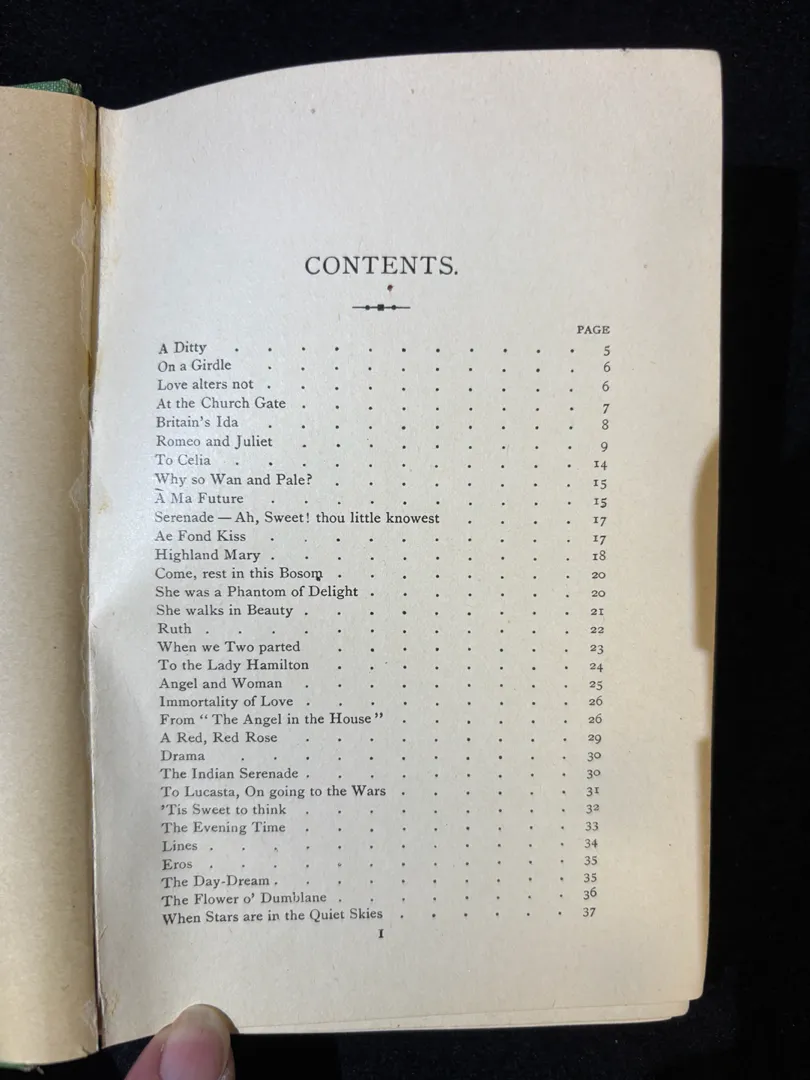 CONTENTS.
PAGE
A Ditty . . . . . . . . . . . 5
On a Girdle . . . . . . . . . . 6
Love alters not . . . . . . . . . . 6
At the Church Gate . . . . . . . . . 7
Britain's Ida . . . . . . . . . . 8
Romeo and Juliet . . . . . . . . . 9
To Celia . . . . . . . . . . . 14
Why so Wan and Pale? . . . . . . . . 15
À Ma Future . . . . . . . . . . 15
Serenade — Ah, Sweet! thou little knowest . . . . 17
Ae Fond Kiss . . . . . . . . . . 17
Highland Mary . . . . . . . . . . 18
Come, rest in this Bosom . . . . . . . . 20
She was a Phantom of Delight . . . . . . . 20
She walks in Beauty . . . . . . . . . 21
Ruth . . . . . . . . . . . . 22
When we Two parted . . . . . . . . 23
To the Lady Hamilton . . . . . . . . 24
Angel and Woman . . . . . . . . . 25
Immortality of Love . . . . . . . . . 26
From “ The Angel in the House ” . . . . . . 26
A Red, Red Rose . . . . . . . . . 29
Drama . . . . . . . . . . . 30
The Indian Serenade . . . . . . . . . 30
To Lucasta, On going to the Wars . . . . . . 31
'Tis Sweet to think . . . . . . . . . 32
The Evening Time . . . . . . . . . 33
Lines . . . . . . . . . . . . 34
Eros . . . . . . . . . . . . 35
The Day-Dream . . . . . . . . . . 35
The Flower o' Dumblane . . . . . . . . 36
When Stars are in the Quiet Skies . . . . . . 37
I